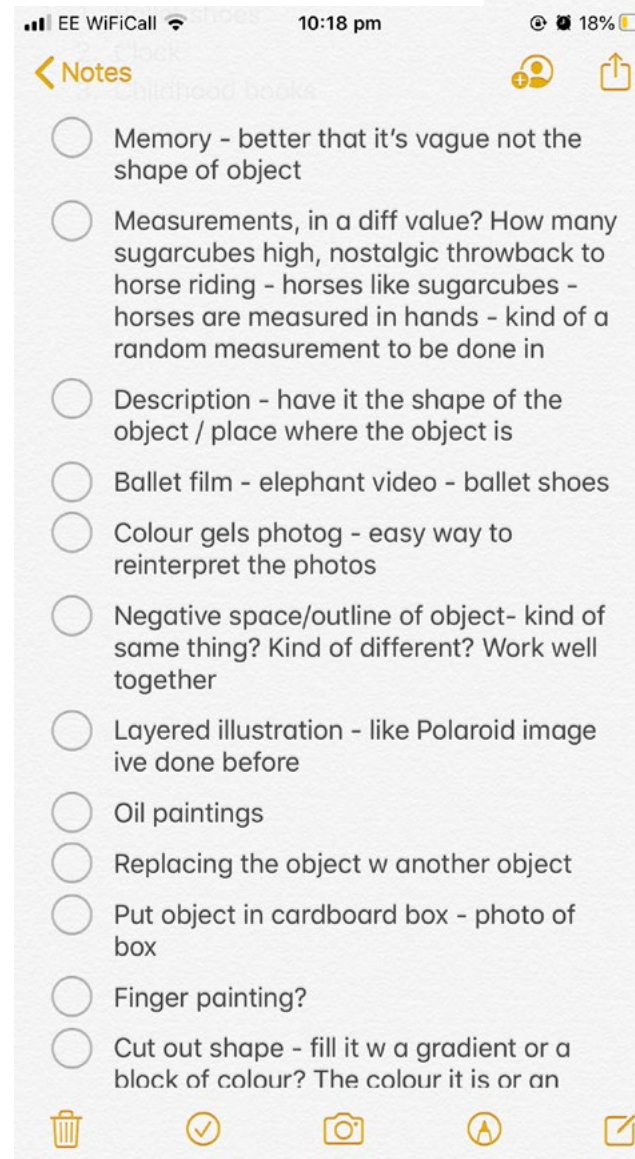 EE WiFiCall
10:18 pm
18%
Clock
Notes
3. Childhood books
Memory - better that it's vague not the
shape of object
Measurements, in a diff value? How many
sugarcubes high, nostalgic throwback to
horse riding - horses like sugarcubes -
horses are measured in hands - kind of a
random measurement to be done in
Description - have it the shape of the
object / place where the object is
Ballet film - elephant video - ballet shoes
Colour gels photog - easy way to
reinterpret the photos
Negative space/outline of object- kind of
same thing? Kind of different? Work well
together
Layered illustration - like Polaroid image
ive done before
Oil paintings
Replacing the object w another object
Put object in cardboard box - photo of
box
Finger painting?
Cut out shape - fill it w a gradient or a
block of colour? The colour it is or an